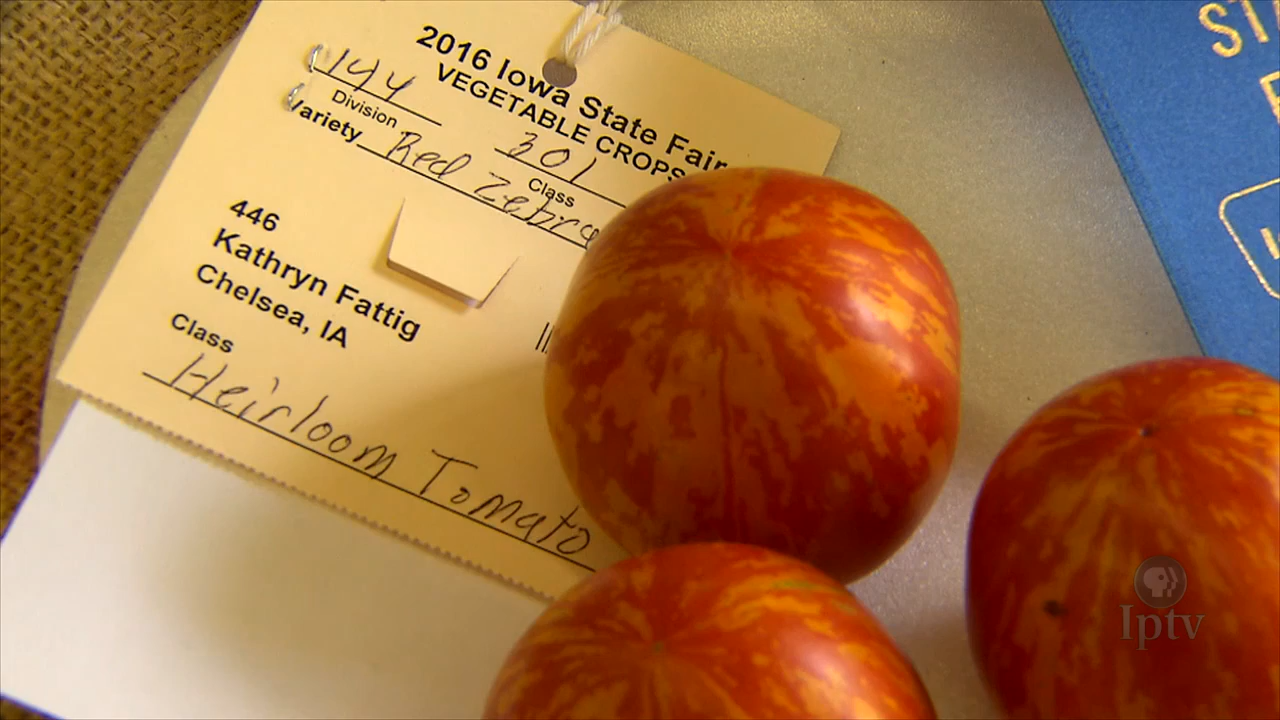 2016 Iowa State Fair
VEGETABLE CROPS
144 301
Division Class
Variety Red Zebra
446
Kathryn Fattig
Chelsea, IA
Class
Heirloom Tomato
Iptv